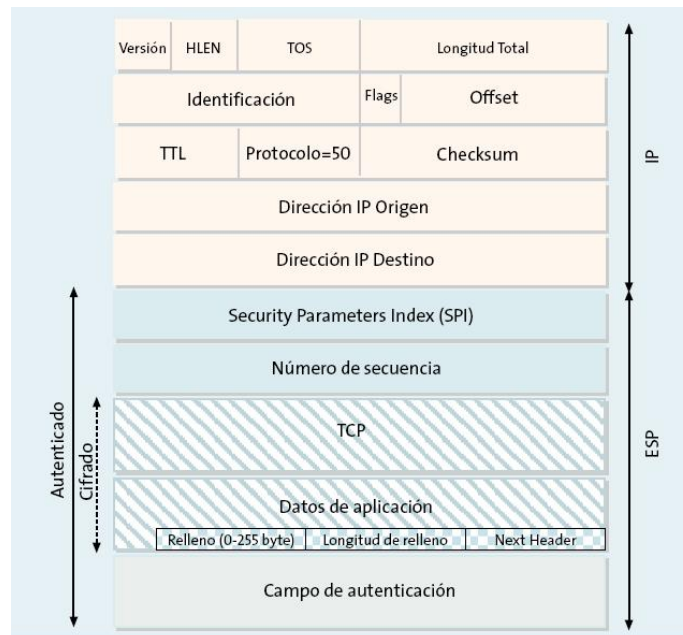 Versión HLEN TOS Longitud Total
Identificación Flags Offset
TTL Protocolo=50 Checksum
IP
Dirección IP Origen
Dirección IP Destino
Security Parameters Index (SPI)
Número de secuencia
TCP
Autenticado
Cifrado
ESP
Datos de aplicación
Relleno (0-255 byte) Longitud de relleno Next Header
Campo de autenticación